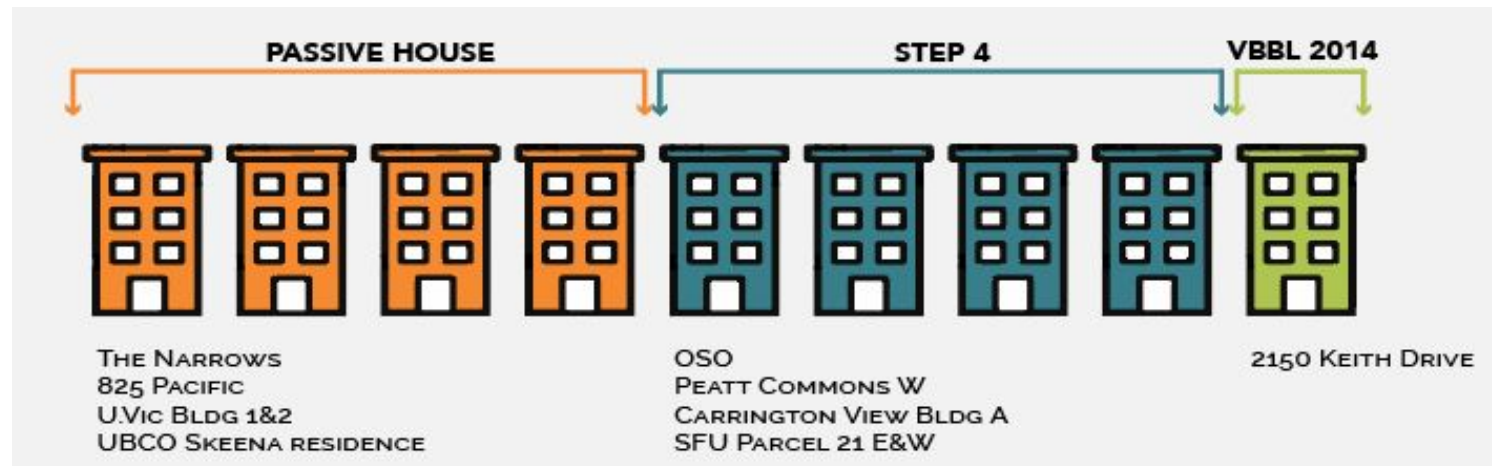 PASSIVE HOUSE
STEP 4
VBBL 2014
THE NARROWS
825 PACIFIC
U.VIC BLDG 1&2
UBCO SKEENA RESIDENCE
OSO
PEATT COMMONS W
CARRINGTON VIEW BLDG A
SFU PARCEL 21 E&W
2150 KEITH DRIVE